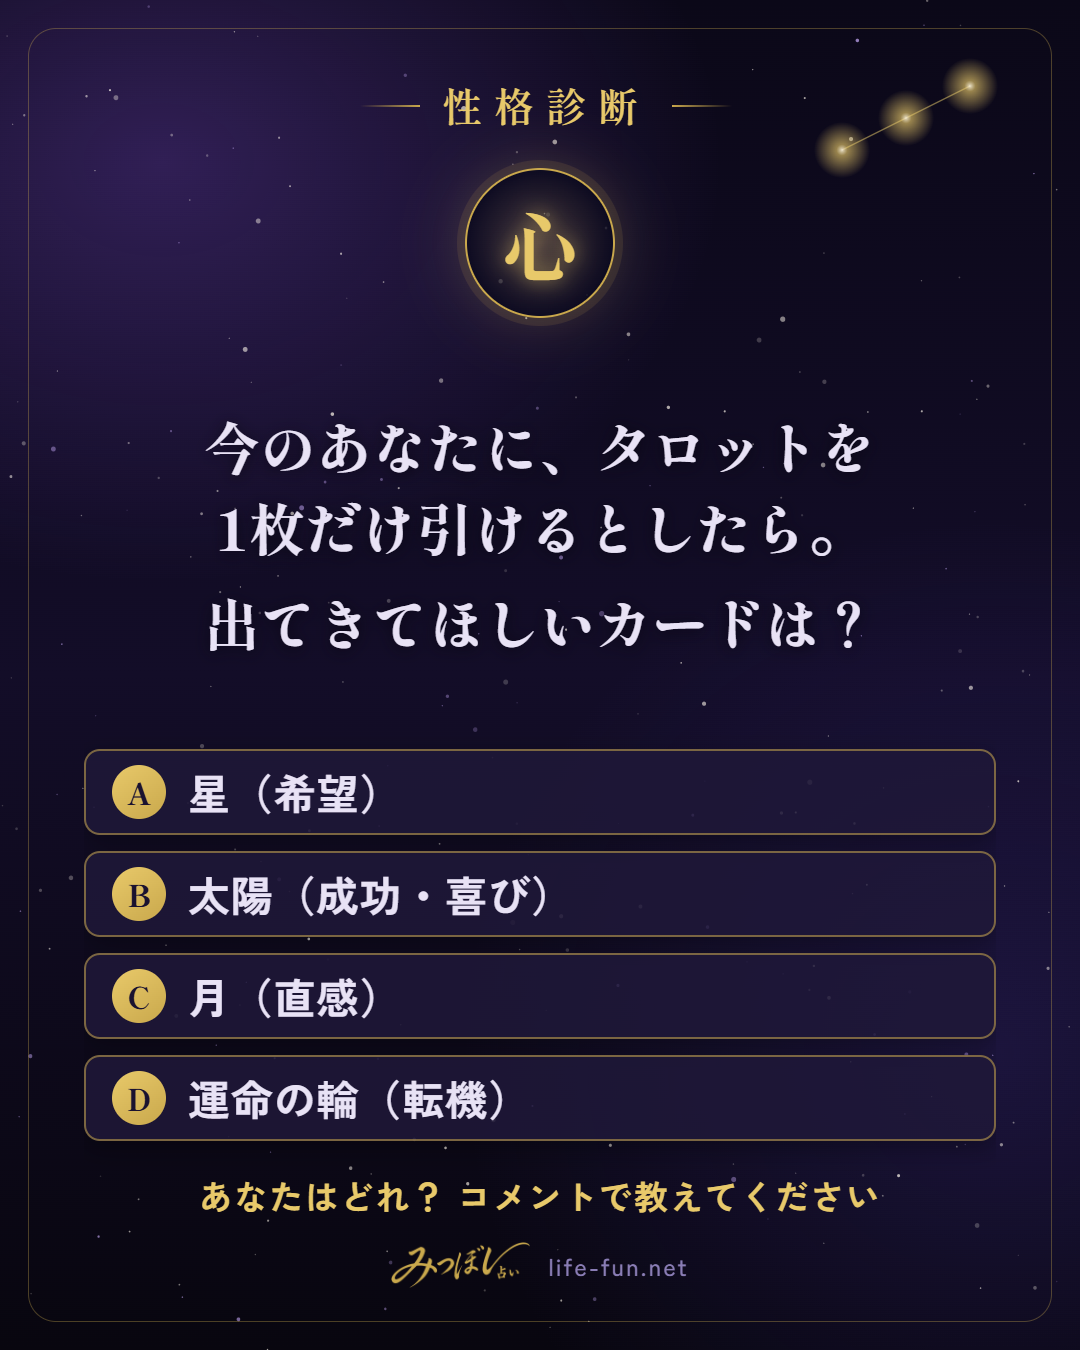 性格診断
心
今のあなたに、タロットを
1枚だけ引けるとしたら。
出てきてほしいカードは？
A 星（希望）
B 太陽（成功・喜び）
C 月（直感）
D 運命の輪（転機）
あなたはどれ？ コメントで教えてください
みつぼし占い life-fun.net